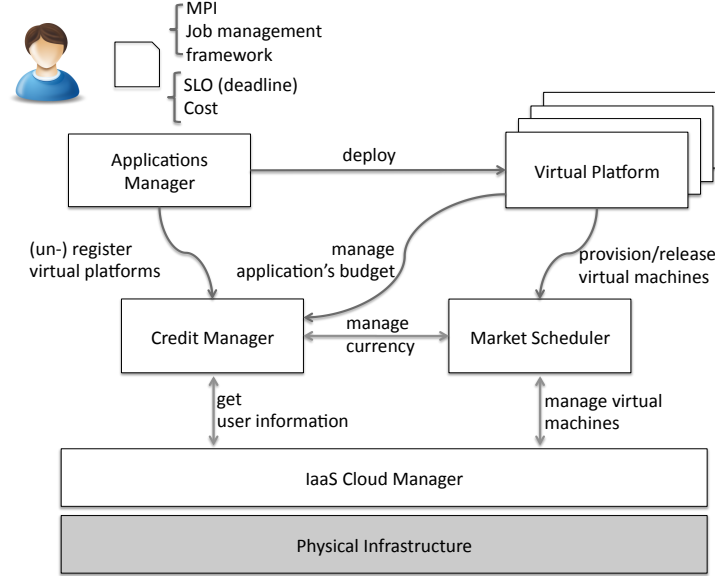 MPI
Job management
framework
SLO (deadline)
Cost
Applications
Manager
deploy
Virtual Platform
(un-) register
virtual platforms
manage
application's budget
provision/release
virtual machines
Credit Manager
manage
currency
Market Scheduler
get
user information
manage virtual
machines
IaaS Cloud Manager
Physical Infrastructure